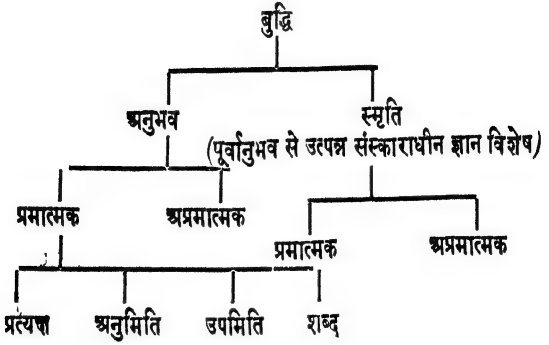 बुद्धि
अनुभव स्मृति
(पूर्वानुभव से उत्पन्न संस्काराधीन ज्ञान विशेष)
प्रमात्मक अप्रमात्मक
प्रमात्मक अप्रमात्मक
प्रत्यक्ष अनुमिति उपमिति शब्द